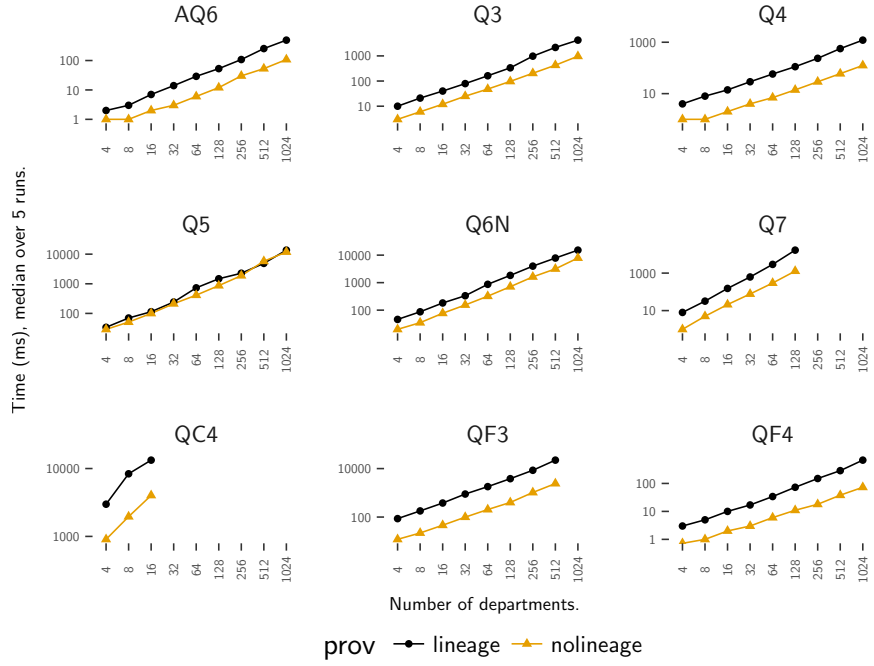 AQ6 Q3 Q4
100
10
1
4 8 16 32 64 128 256 512 1024
1000
100
10
4 8 16 32 64 128 256 512 1024
1000
10
4 8 16 32 64 128 256 512 1024
Time (ms), median over 5 runs.
Q5 Q6N Q7
10000
1000
100
4 8 16 32 64 128 256 512 1024
10000
1000
100
4 8 16 32 64 128 256 512 1024
1000
10
4 8 16 32 64 128 256 512 1024
QC4 QF3 QF4
10000
1000
4 8 16 32 64 128 256 512 1024
10000
100
4 8 16 32 64 128 256 512 1024
100
10
1
4 8 16 32 64 128 256 512 1024
Number of departments.
prov lineage nolineage